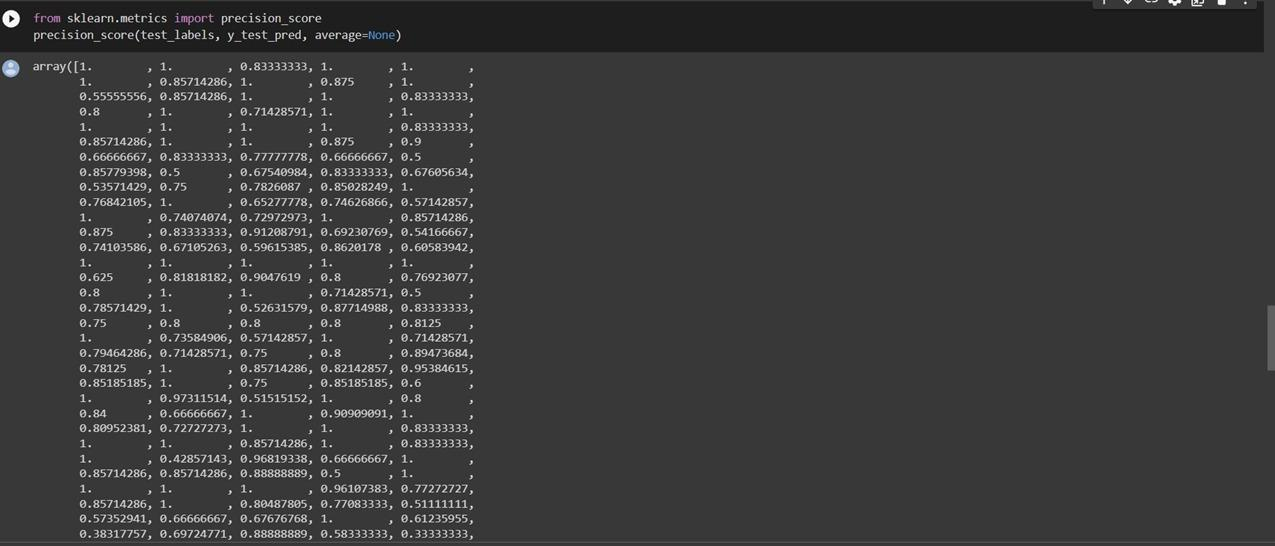 from sklearn.metrics import precision_score
precision_score(test_labels, y_test_pred, average=None)
array([1.        , 1.        , 0.83333333, 1.        , 1.        ,
       1.        , 0.85714286, 1.        , 0.875     , 1.        ,
       0.55555556, 0.85714286, 1.        , 1.        , 0.83333333,
       0.8       , 1.        , 0.71428571, 1.        , 1.        ,
       1.        , 1.        , 1.        , 1.        , 0.83333333,
       0.85714286, 1.        , 1.        , 0.875     , 0.9       ,
       0.66666667, 0.83333333, 0.77777778, 0.66666667, 0.5       ,
       0.85779398, 0.5       , 0.67540984, 0.83333333, 0.67605634,
       0.53571429, 0.75      , 0.7826087 , 0.85028249, 1.        ,
       0.76842105, 1.        , 0.65277778, 0.74626866, 0.57142857,
       1.        , 0.74074074, 0.72972973, 1.        , 0.85714286,
       0.875     , 0.83333333, 0.91208791, 0.69230769, 0.54166667,
       0.74103586, 0.67105263, 0.59615385, 0.8620178 , 0.60583942,
       1.        , 1.        , 1.        , 1.        , 1.        ,
       0.625     , 0.81818182, 0.9047619 , 0.8       , 0.76923077,
       0.8       , 1.        , 1.        , 0.71428571, 0.5       ,
       0.78571429, 1.        , 0.52631579, 0.87714988, 0.83333333,
       0.75      , 0.8       , 0.8       , 0.8       , 0.8125    ,
       1.        , 0.73584906, 0.57142857, 1.        , 0.71428571,
       0.79464286, 0.71428571, 0.75      , 0.8       , 0.89473684,
       0.78125   , 1.        , 0.85714286, 0.82142857, 0.95384615,
       0.85185185, 1.        , 0.75      , 0.85185185, 0.6       ,
       1.        , 0.97311514, 0.51515152, 1.        , 0.8       ,
       0.84      , 0.66666667, 1.        , 0.90909091, 1.        ,
       0.80952381, 0.72727273, 1.        , 1.        , 0.83333333,
       1.        , 1.        , 0.85714286, 1.        , 0.83333333,
       1.        , 0.42857143, 0.96819338, 0.66666667, 1.        ,
       0.85714286, 0.85714286, 0.88888889, 0.5       , 1.        ,
       1.        , 1.        , 1.        , 0.96107383, 0.77272727,
       0.85714286, 1.        , 0.80487805, 0.77083333, 0.51111111,
       0.57352941, 0.66666667, 0.67676768, 1.        , 0.61235955,
       0.38317757, 0.69724771, 0.88888889, 0.58333333, 0.33333333,